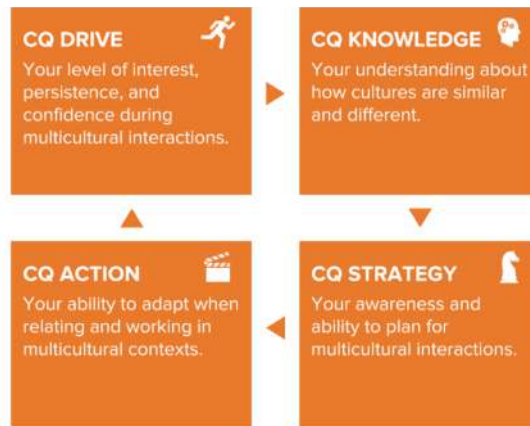 CQ DRIVE
Your level of interest,
persistence, and
confidence during
multicultural interactions.
CQ KNOWLEDGE
Your understanding about
how cultures are similar
and different.
CQ ACTION
Your ability to adapt when
relating and working in
multicultural contexts.
CQ STRATEGY
Your awareness and
ability to plan for
multicultural interactions.